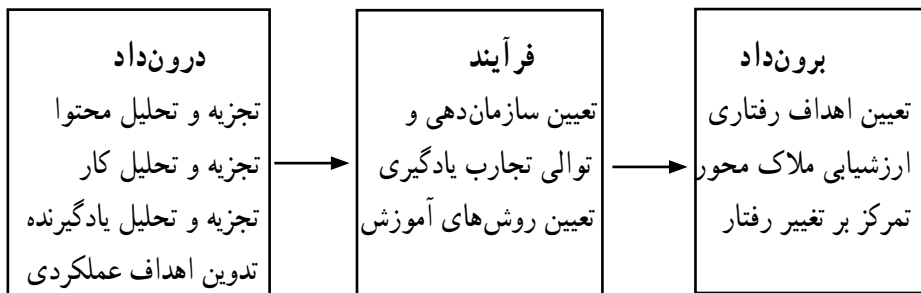 درون‌داد
تجزیه و تحلیل محتوا
تجزیه و تحلیل کار
تجزیه و تحلیل یادگیرنده
تدوین اهداف عملکردی
فرآیند
تعیین سازمان‌دهی و
توالی تجارب یادگیری
تعیین روش‌های آموزش
برون‌داد
تعیین اهداف رفتاری
ارزشیابی ملاک محور
تمرکز بر تغییر رفتار